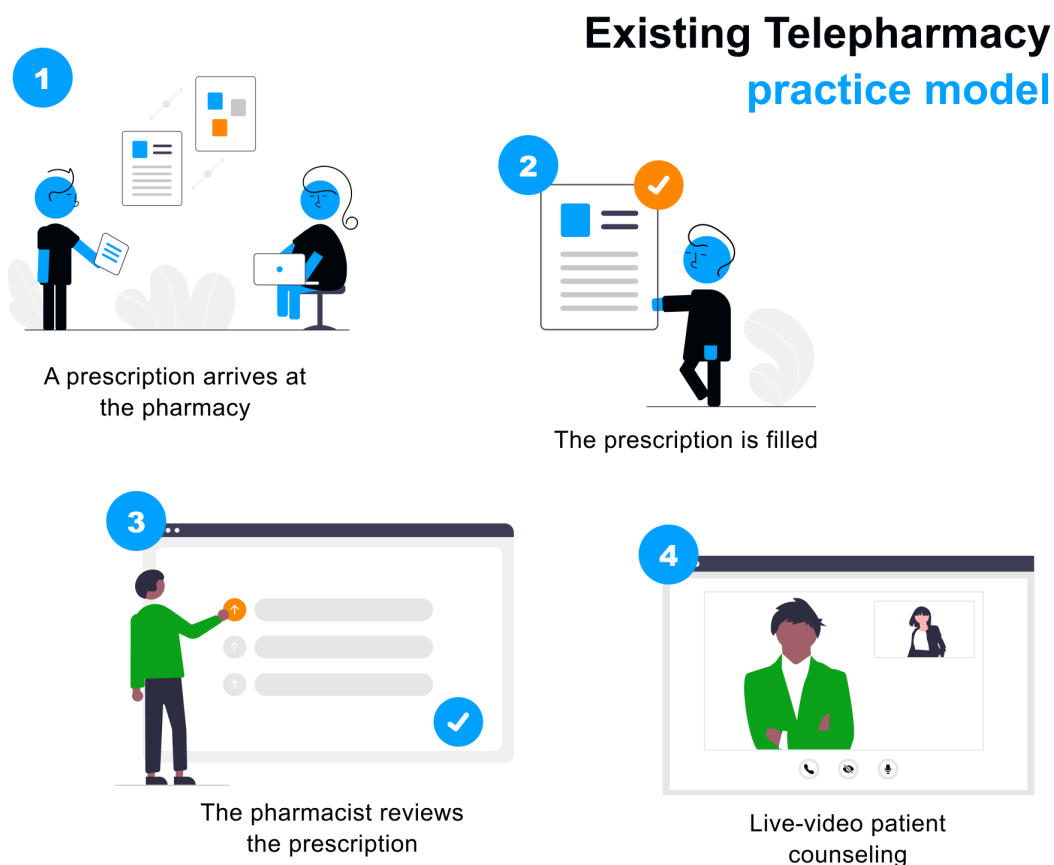 Existing Telepharmacy
practice model
1
A prescription arrives at
the pharmacy
2
The prescription is filled
3
The pharmacist reviews
the prescription
4
Live-video patient
counseling